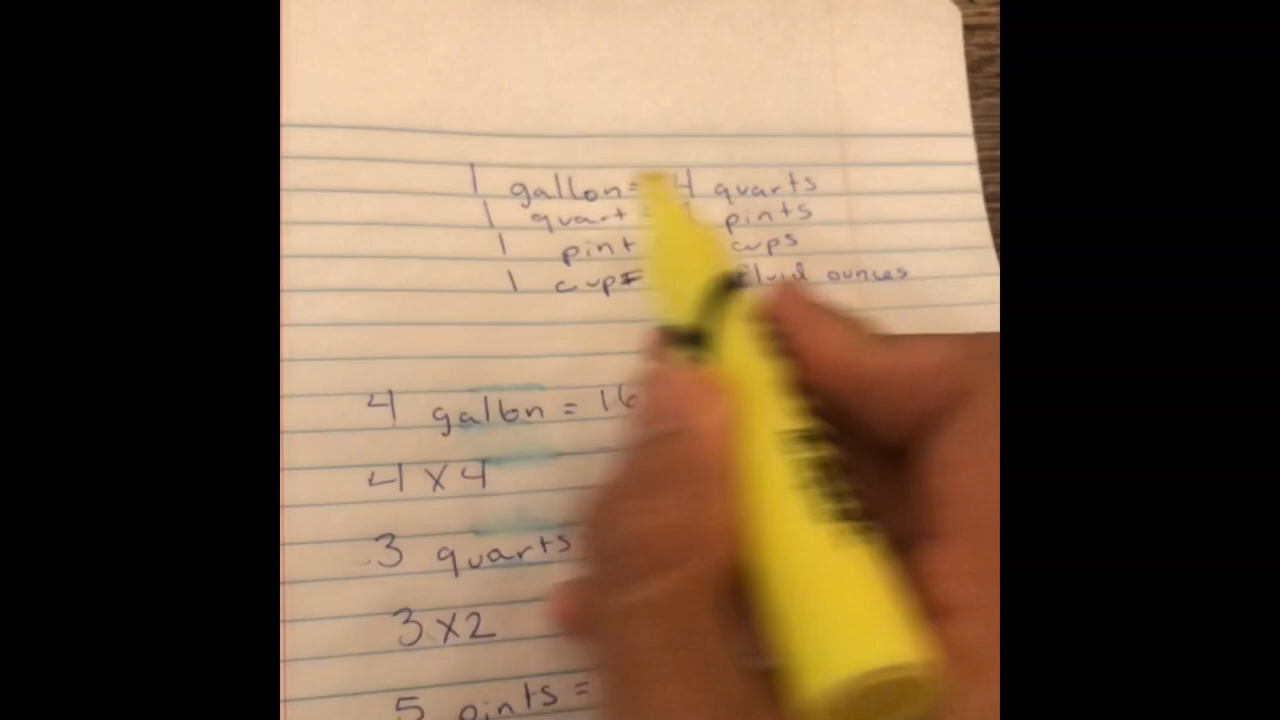 1 gallon = 4 quarts
1 quart = pints
1 pint cups
1 cup= fluid ounces
4 gallon = 16
4 x 4
3 quarts
3 x 2
5 pints =